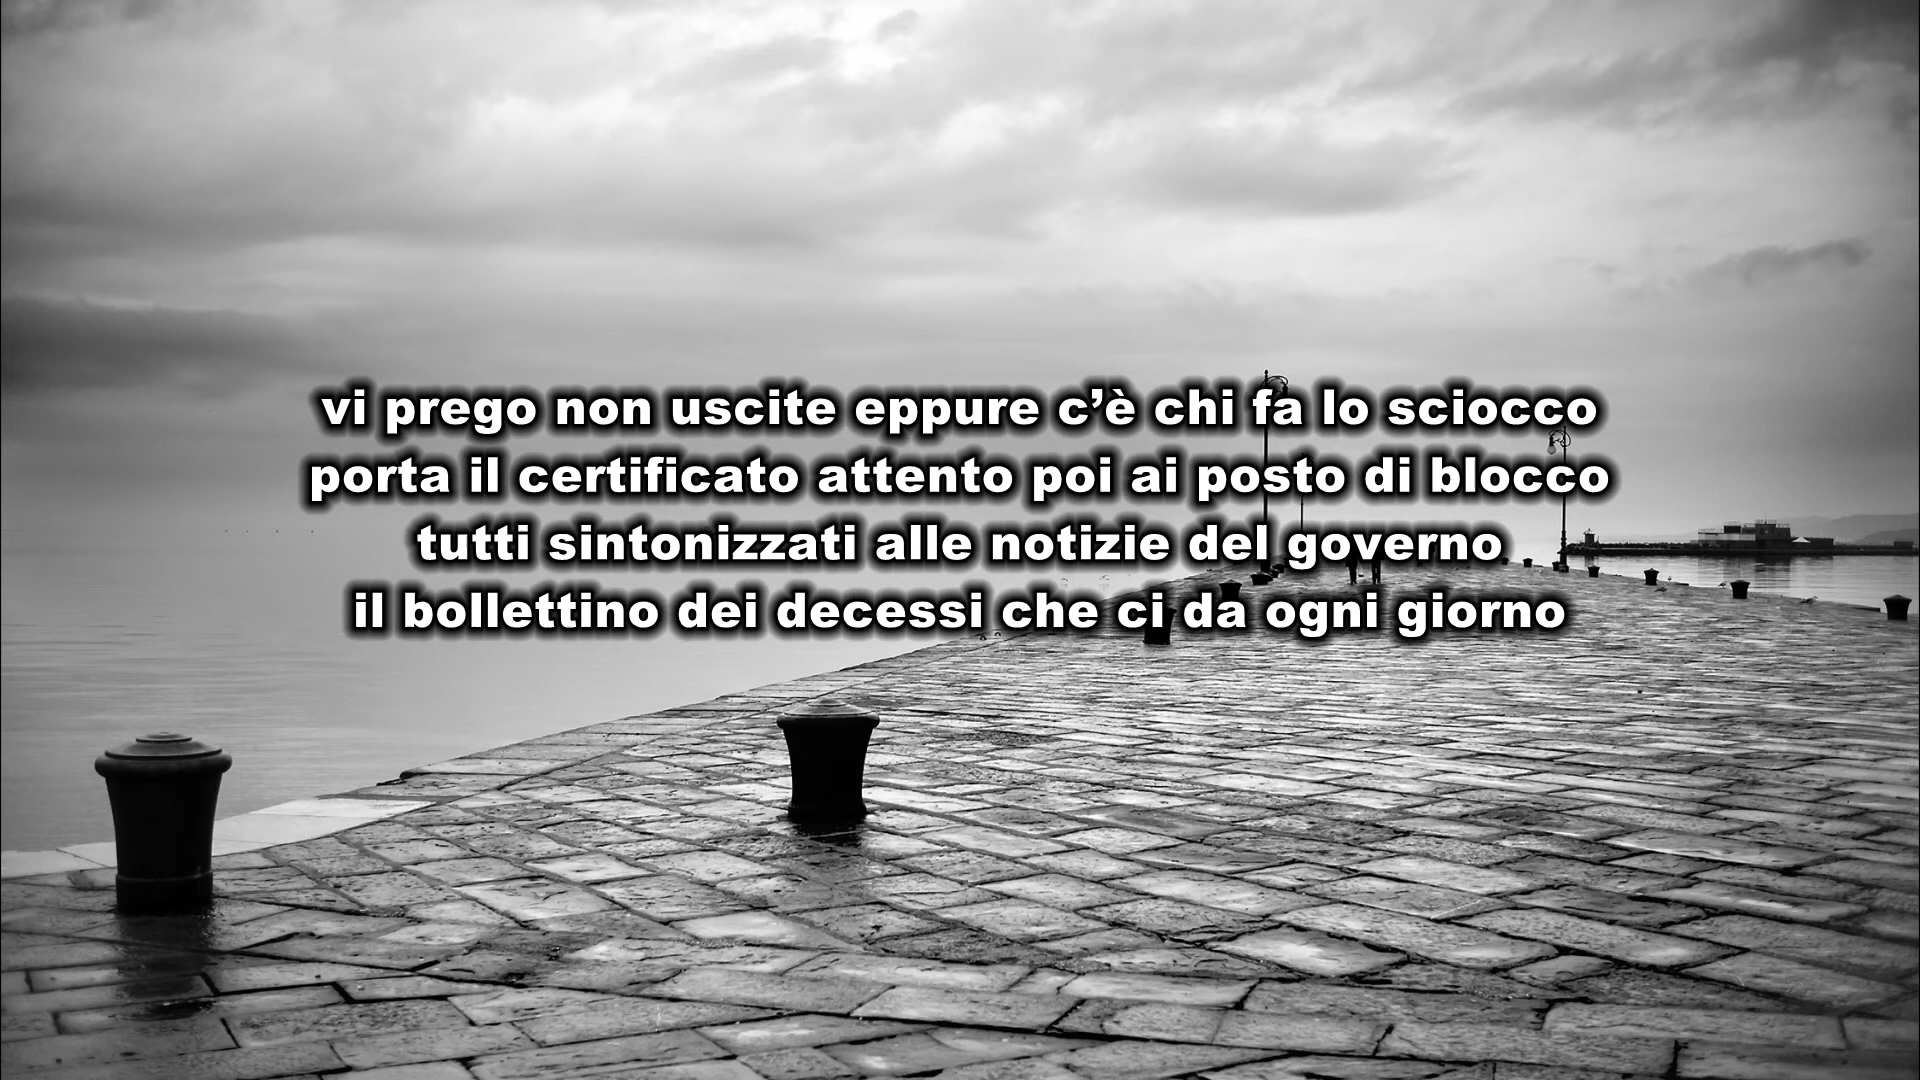 vi prego non uscite eppure c’è chi fa lo sciocco
porta il certificato attento poi ai posto di blocco
tutti sintonizzati alle notizie del governo
il bollettino dei decessi che ci da ogni giorno